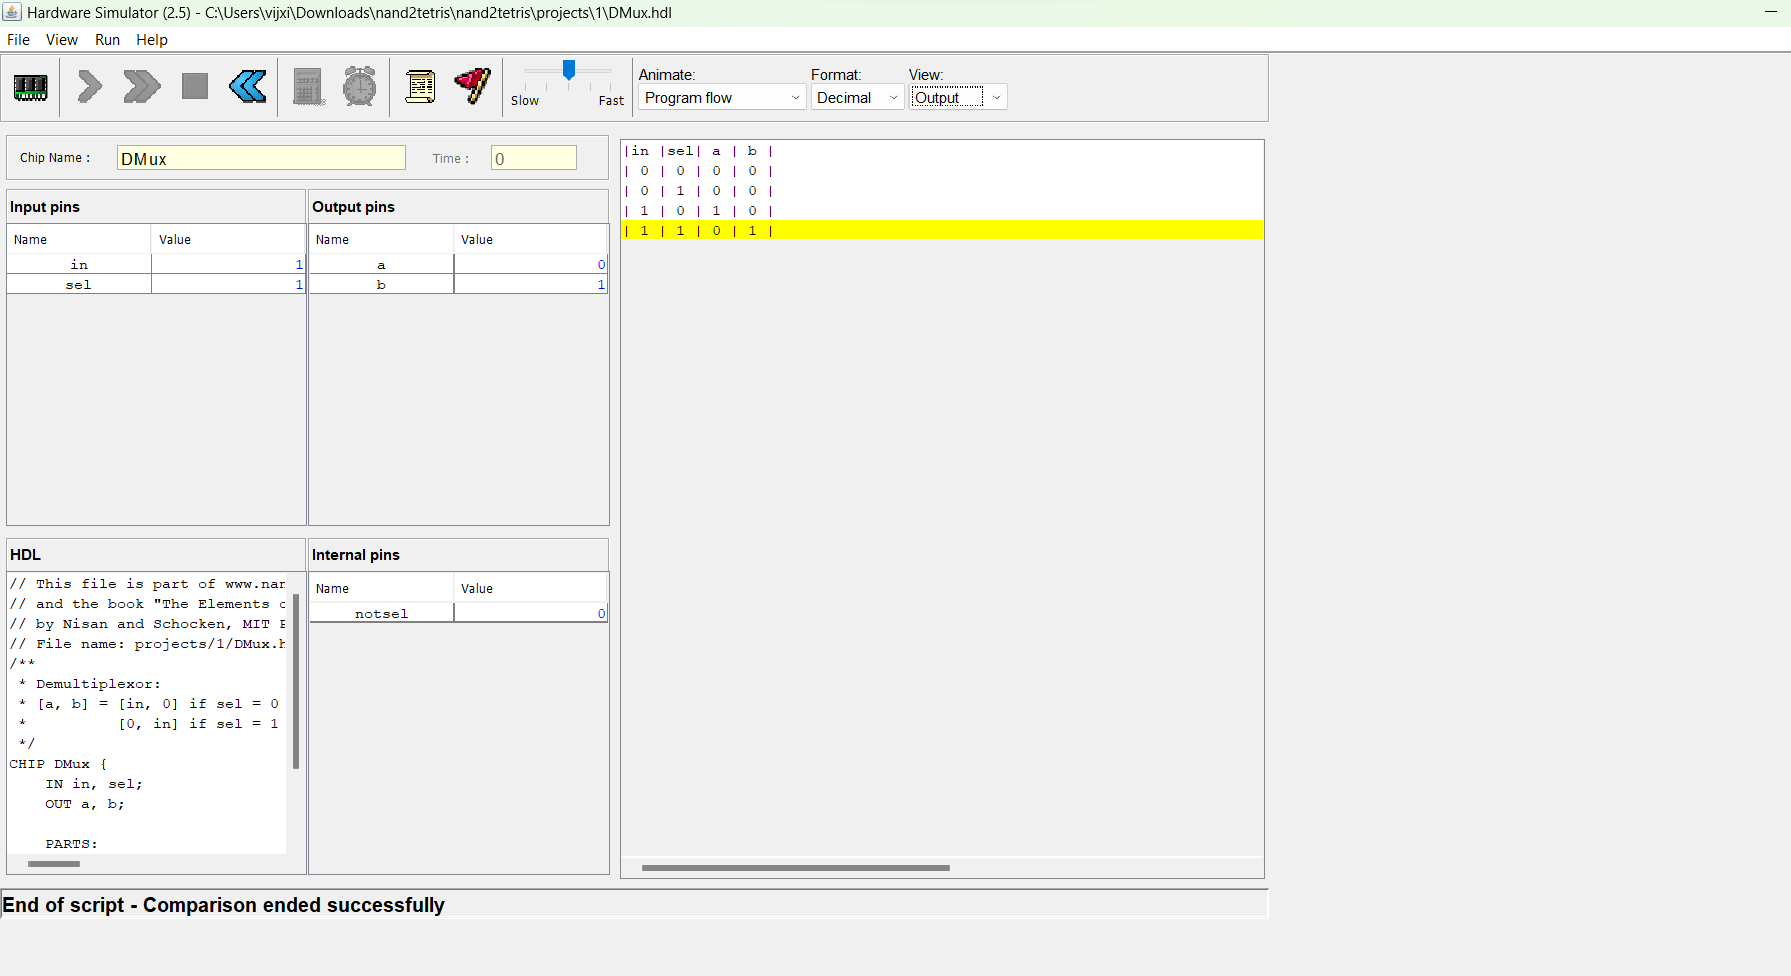 Hardware Simulator (2.5) - C:\Users\vijxi\Downloads\nand2tetris\nand2tetris\projects\1\DMux.hdl
File View Run Help
Slow Fast
Animate: Format: View:
Program flow Decimal Output
Chip Name : DMux Time : 0
Input pins
Name Value
in 1
sel 1
Output pins
Name Value
a 0
b 1
HDL
// This file is part of www.nan
// and the book "The Elements o
// by Nisan and Schocken, MIT P
// File name: projects/1/DMux.h
/**
* Demultiplexor:
* [a, b] = [in, 0] if sel = 0
* [0, in] if sel = 1
*/
CHIP DMux {
IN in, sel;
OUT a, b;
PARTS:
Internal pins
Name Value
notsel 0
|in |sel| a | b |
| 0 | 0 | 0 | 0 |
| 0 | 1 | 0 | 0 |
| 1 | 0 | 1 | 0 |
| 1 | 1 | 0 | 1 |
End of script - Comparison ended successfully